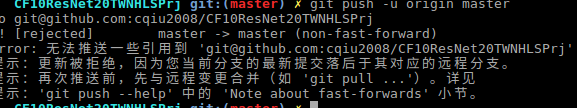 CF10ResNet20TWNHLSPrj git:(master) ✗ git push -u origin master
o git@github.com:cqiu2008/CF10ResNet20TWNHLSPrj
! [rejected] master -> master (non-fast-forward)
error: 无法推送一些引用到 'git@github.com:cqiu2008/CF10ResNet20TWNHLSPrj'
提示：更新被拒绝，因为您当前分支的最新提交落后于其对应的远程分支。
提示：再次推送前，先与远程变更合并（如 'git pull ...'）。详见
提示：'git push --help' 中的 'Note about fast-forwards' 小节。
CF10ResNet20TWNHLSPrj git:(master) ✗